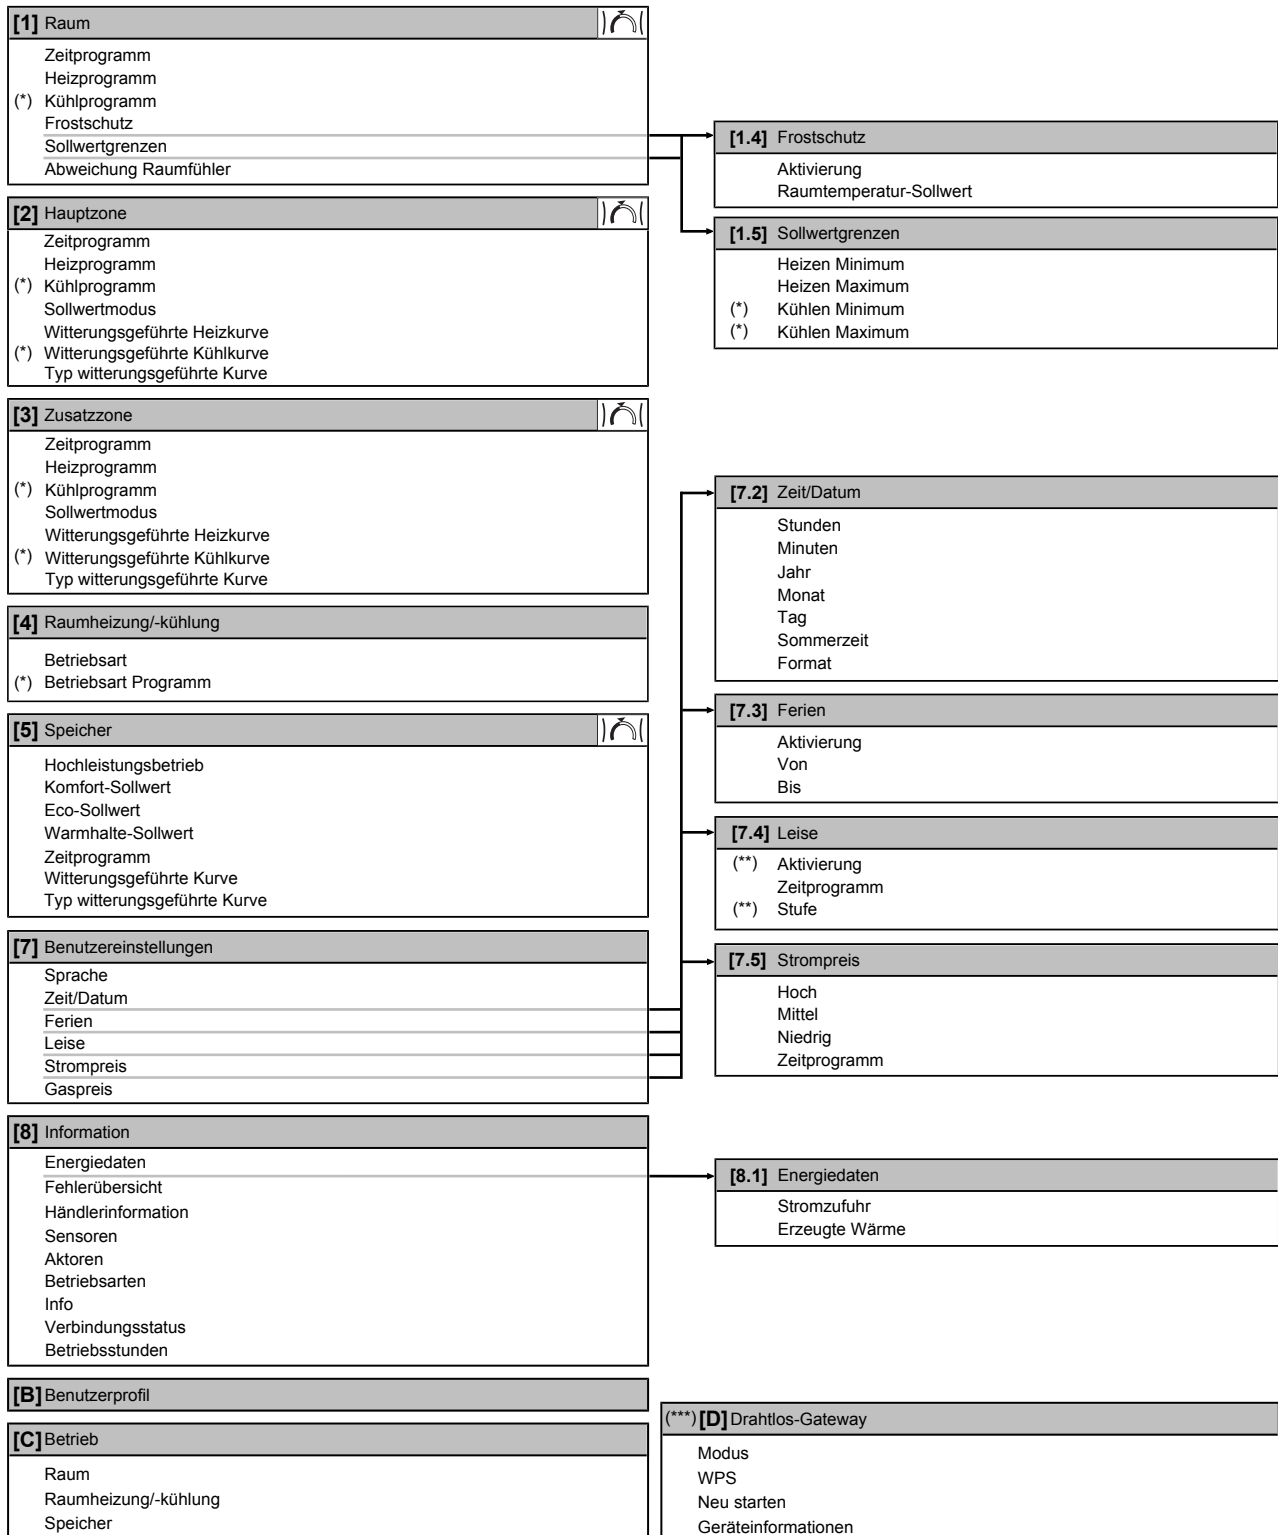 [1] Raum
Zeitprogramm
Heizprogramm
(*) Kühlprogramm
Frostschutz
Sollwertgrenzen
Abweichung Raumfühler
[1.4] Frostschutz
Aktivierung
Raumtemperatur-Sollwert
[1.5] Sollwertgrenzen
Heizen Minimum
Heizen Maximum
(*) Kühlen Minimum
(*) Kühlen Maximum
[2] Hauptzone
Zeitprogramm
Heizprogramm
(*) Kühlprogramm
Sollwertmodus
Witterungsgeführte Heizkurve
(*) Witterungsgeführte Kühlkurve
Typ witterungsgeführte Kurve
[3] Zusatzzone
Zeitprogramm
Heizprogramm
(*) Kühlprogramm
Sollwertmodus
Witterungsgeführte Heizkurve
(*) Witterungsgeführte Kühlkurve
Typ witterungsgeführte Kurve
[4] Raumheizung/-kühlung
Betriebsart
(*) Betriebsart Programm
[5] Speicher
Hochleistungsbetrieb
Komfort-Sollwert
Eco-Sollwert
Warmhalte-Sollwert
Zeitprogramm
Witterungsgeführte Kurve
Typ witterungsgeführte Kurve
[7] Benutzereinstellungen
Sprache
Zeit/Datum
Ferien
Leise
Strompreis
Gaspreis
[7.2] Zeit/Datum
Stunden
Minuten
Jahr
Monat
Tag
Sommerzeit
Format
[7.3] Ferien
Aktivierung
Von
Bis
[7.4] Leise
(**) Aktivierung
Zeitprogramm
(**) Stufe
[7.5] Strompreis
Hoch
Mittel
Niedrig
Zeitprogramm
[8] Information
Energiedaten
Fehlerübersicht
Händlerinformation
Sensoren
Aktoren
Betriebsarten
Info
Verbindungsstatus
Betriebsstunden
[8.1] Energiedaten
Stromzufuhr
Erzeugte Wärme
[B] Benutzerprofil
[C] Betrieb
Raum
Raumheizung/-kühlung
Speicher
(***) [D] Drahtlos-Gateway
Modus
WPS
Neu starten
Geräteinformationen